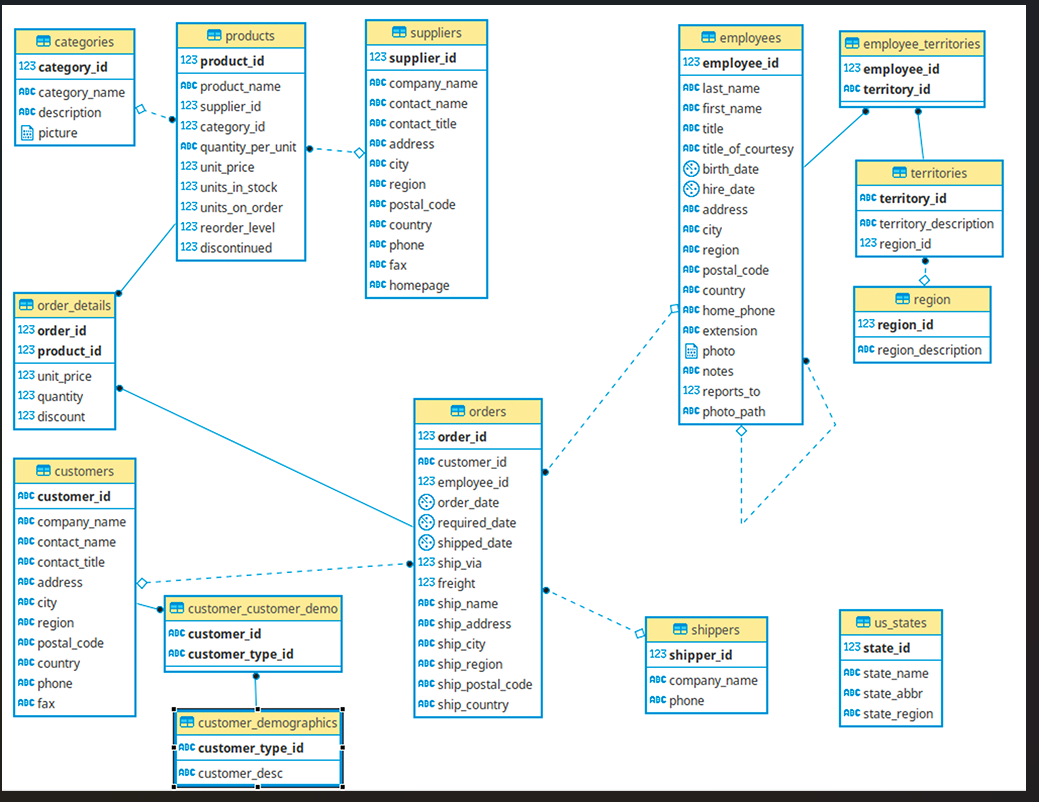 categories
123 category_id
ABC category_name
ABC description
picture
products
123 product_id
ABC product_name
123 supplier_id
123 category_id
ABC quantity_per_unit
123 unit_price
123 units_in_stock
123 units_on_order
123 reorder_level
123 discontinued
suppliers
123 supplier_id
ABC company_name
ABC contact_name
ABC contact_title
ABC address
ABC city
ABC region
ABC postal_code
ABC country
ABC phone
ABC fax
ABC homepage
employees
123 employee_id
ABC last_name
ABC first_name
ABC title
ABC title_of_courtesy
birth_date
hire_date
ABC address
ABC city
ABC region
ABC postal_code
ABC country
ABC home_phone
ABC extension
photo
ABC notes
123 reports_to
ABC photo_path
employee_territories
123 employee_id
ABC territory_id
territories
ABC territory_id
ABC territory_description
123 region_id
region
123 region_id
ABC region_description
order_details
123 order_id
123 product_id
123 unit_price
123 quantity
123 discount
orders
123 order_id
ABC customer_id
123 employee_id
order_date
required_date
shipped_date
123 ship_via
123 freight
ABC ship_name
ABC ship_address
ABC ship_city
ABC ship_region
ABC ship_postal_code
ABC ship_country
customers
ABC customer_id
ABC company_name
ABC contact_name
ABC contact_title
ABC address
ABC city
ABC region
ABC postal_code
ABC country
ABC phone
ABC fax
customer_customer_demo
ABC customer_id
ABC customer_type_id
customer_demographics
ABC customer_type_id
ABC customer_desc
shippers
123 shipper_id
ABC company_name
ABC phone
us_states
123 state_id
ABC state_name
ABC state_abbr
ABC state_region